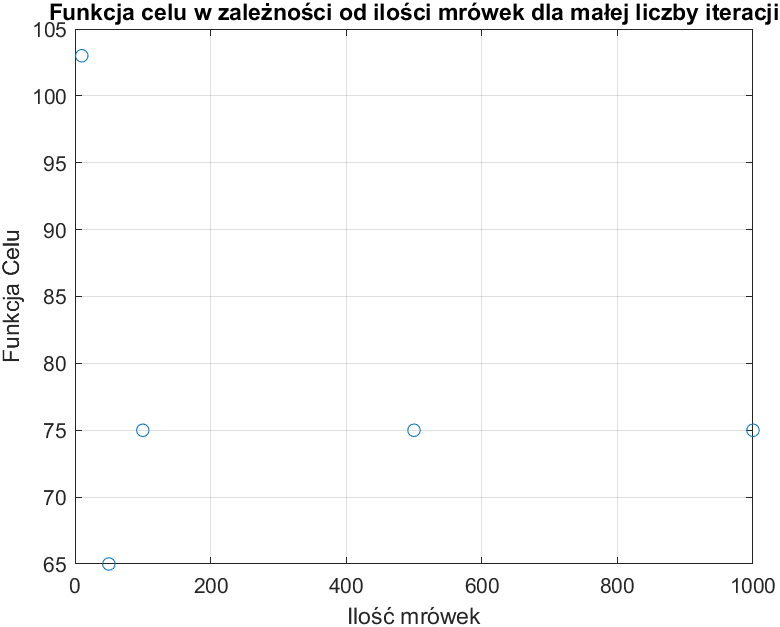 Funkcja celu w zależności od ilości mrówek dla małej liczby iteracji
105
100
95
90
85
80
75
70
65
Funkcja Celu
0 200 400 600 800 1000
Ilość mrówek